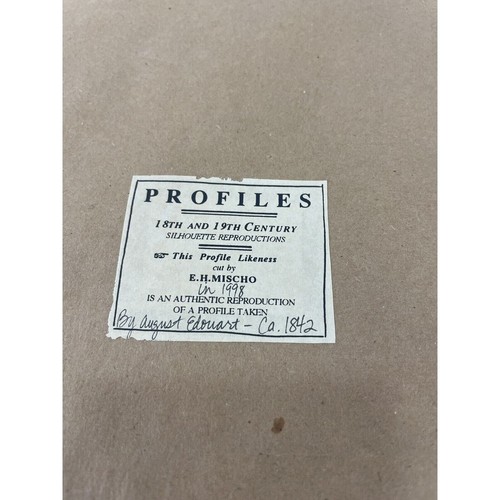 PROFILES
18TH AND 19TH CENTURY
SILHOUETTE REPRODUCTIONS
☞ This Profile Likeness
cut by
E.H.MISCHO
in 1998
IS AN AUTHENTIC REPRODUCTION
OF A PROFILE TAKEN
By August Edouart - Ca. 1842